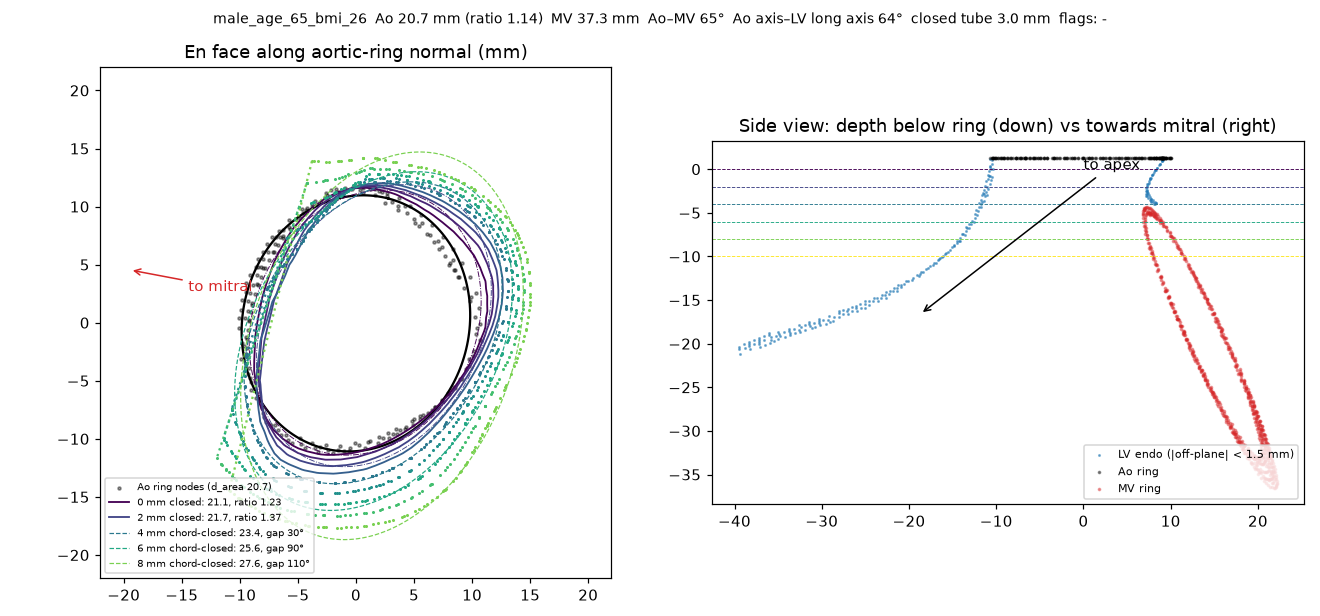 male_age_65_bmi_26 Ao 20.7 mm (ratio 1.14) MV 37.3 mm Ao–MV 65° Ao axis–LV long axis 64° closed tube 3.0 mm flags: -
En face along aortic-ring normal (mm)
20
15
10
5
0
−5
−10
−15
−20
to mitral
Ao ring nodes (d_area 20.7)
0 mm closed: 21.1, ratio 1.23
2 mm closed: 21.7, ratio 1.37
4 mm chord-closed: 23.4, gap 30°
6 mm chord-closed: 25.6, gap 90°
8 mm chord-closed: 27.6, gap 110°
−20 −15 −10 −5 0 5 10 15 20
Side view: depth below ring (down) vs towards mitral (right)
to apex
0
−5
−10
−15
−20
−25
−30
−35
LV endo (|off-plane| < 1.5 mm)
Ao ring
MV ring
−40 −30 −20 −10 0 10 20